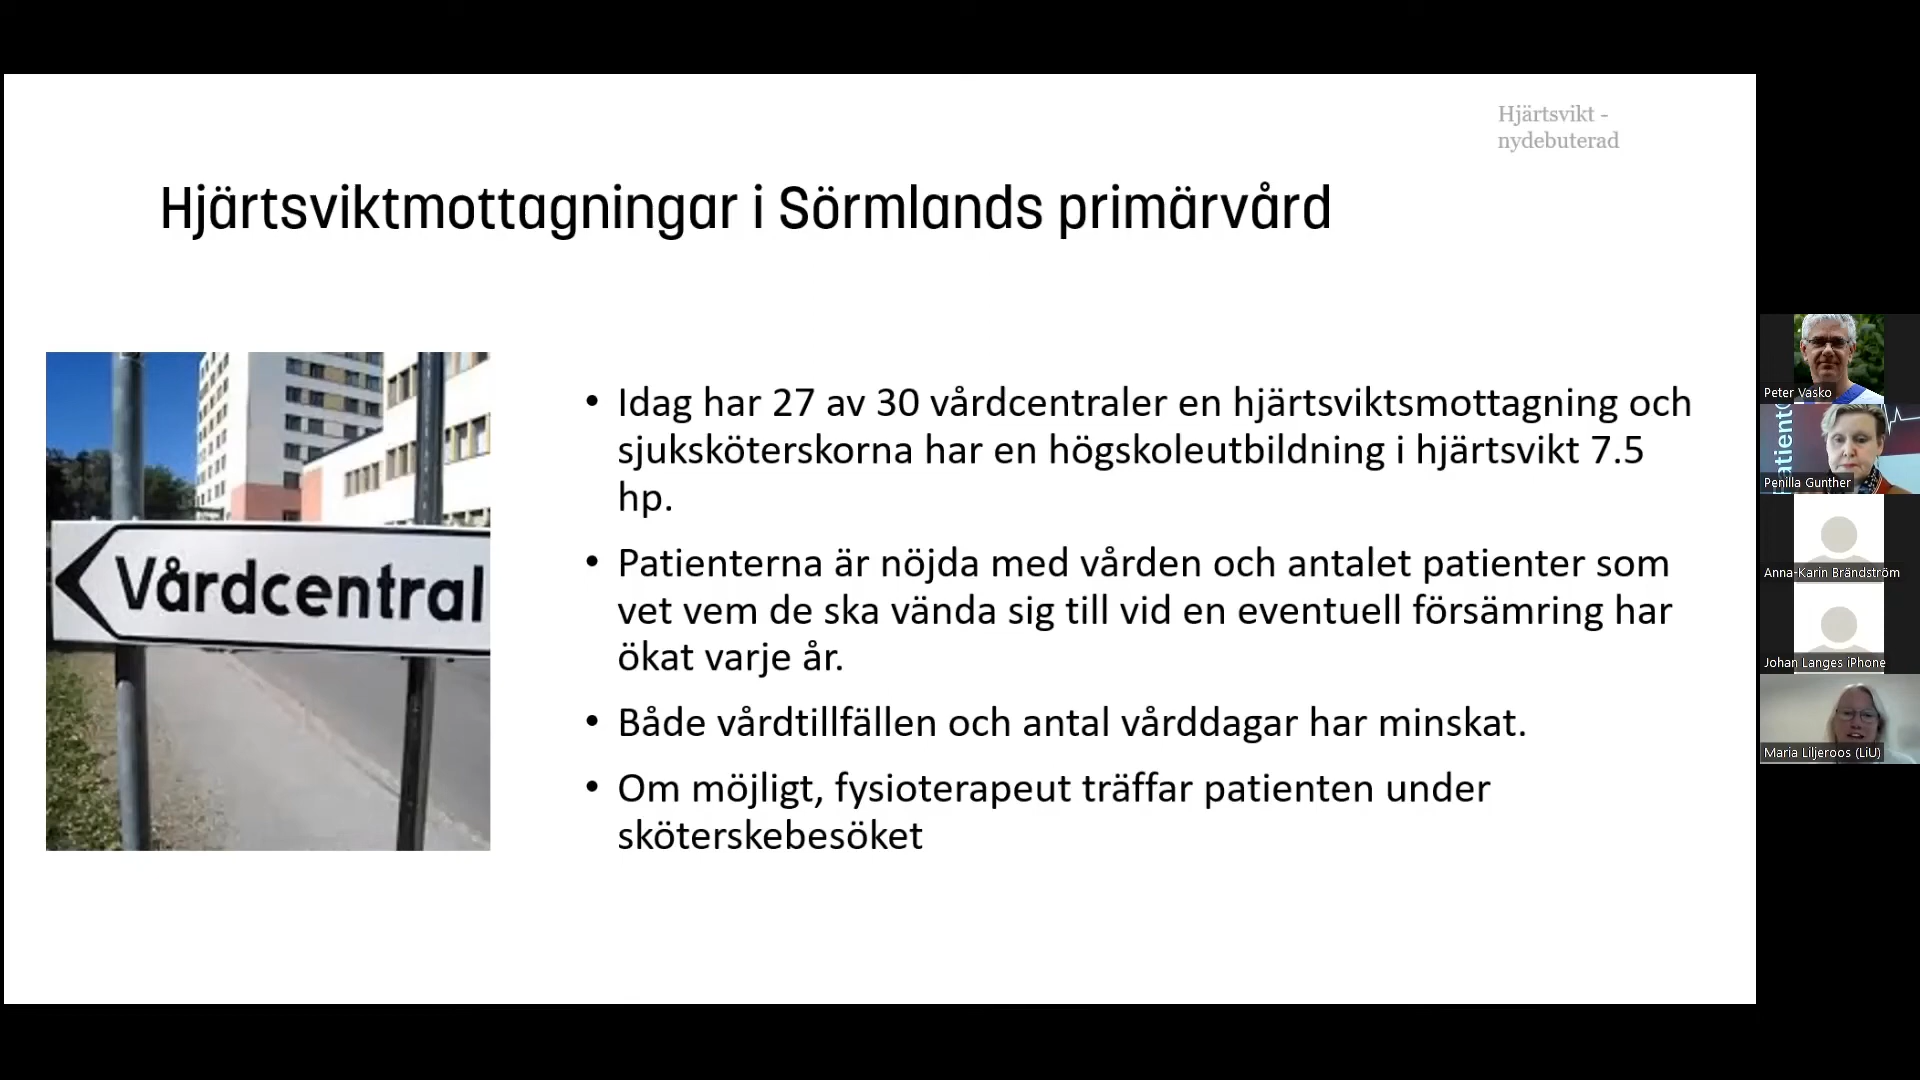 Hjärtsvikt -
nydebuterad
Hjärtsviktmottagningar i Sörmlands primärvård
Vårdcentral
• Idag har 27 av 30 vårdcentraler en hjärtsviktsmottagning och
sjuksköterskorna har en högskoleutbildning i hjärtsvikt 7.5
hp.
• Patienterna är nöjda med vården och antalet patienter som
vet vem de ska vända sig till vid en eventuell försämring har
ökat varje år.
• Både vårdtillfällen och antal vårddagar har minskat.
• Om möjligt, fysioterapeut träffar patienten under
sköterskebesöket
Peter Vasko
Penilla Gunther
Anna-Karin Brändström
Johan Langes iPhone
Maria Liljeroos (LiU)